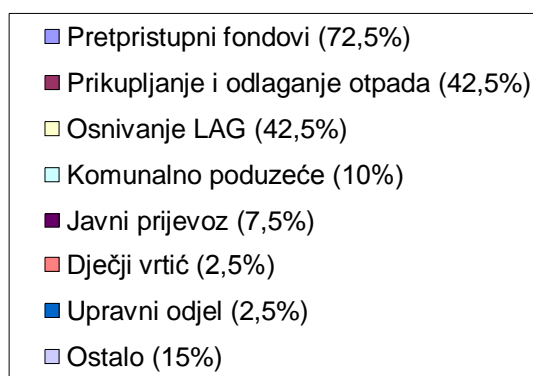 Pretpristupni fondovi (72,5%)
Prikupljanje i odlaganje otpada (42,5%)
Osnivanje LAG (42,5%)
Komunalno poduzeće (10%)
Javni prijevoz (7,5%)
Dječji vrtić (2,5%)
Upravni odjel (2,5%)
Ostalo (15%)